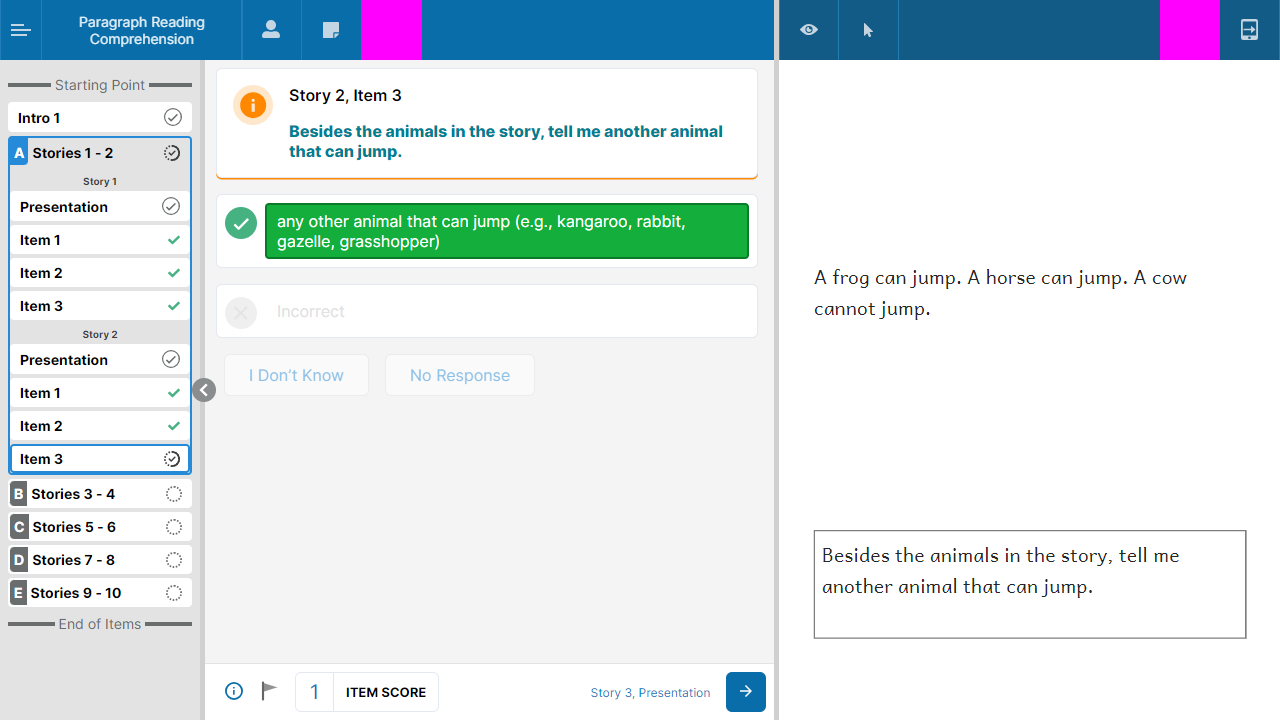 Paragraph Reading
Comprehension
Starting Point
Intro 1
A Stories 1 - 2
Story 1
Presentation
Item 1
Item 2
Item 3
Story 2
Presentation
Item 1
Item 2
Item 3
B Stories 3 - 4
C Stories 5 - 6
D Stories 7 - 8
E Stories 9 - 10
End of Items
Story 2, Item 3
Besides the animals in the story, tell me another animal
that can jump.
any other animal that can jump (e.g., kangaroo, rabbit,
gazelle, grasshopper)
Incorrect
I Don't Know
No Response
1 ITEM SCORE
Story 3, Presentation
A frog can jump. A horse can jump. A cow
cannot jump.
Besides the animals in the story, tell me
another animal that can jump.